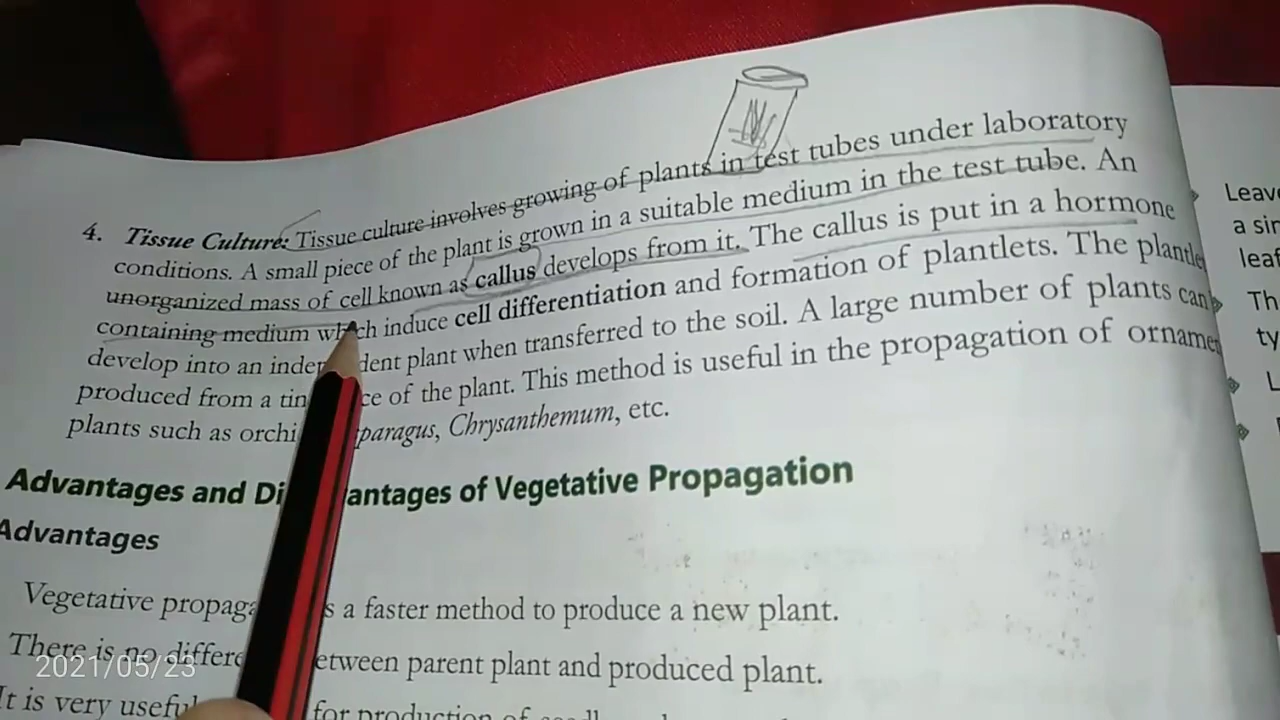 4. Tissue Culture: Tissue culture involves growing of plants in test tubes under laboratory
conditions. A small piece of the plant is grown in a suitable medium in the test tube. An
unorganized mass of cell known as callus develops from it. The callus is put in a hormone
containing medium which induce cell differentiation and formation of plantlets. The plantle
develop into an indep dent plant when transferred to the soil. A large number of plants can
produced from a tin ce of the plant. This method is useful in the propagation of orname
plants such as orchi paragus, Chrysanthemum, etc.
Advantages and Di antages of Vegetative Propagation
Advantages
Vegetative propaga s a faster method to produce a new plant.
There is no differe etween parent plant and produced plant.
It is very useful for production of
Leave
a sin
leaf
Th
ty
L
2021/05/23